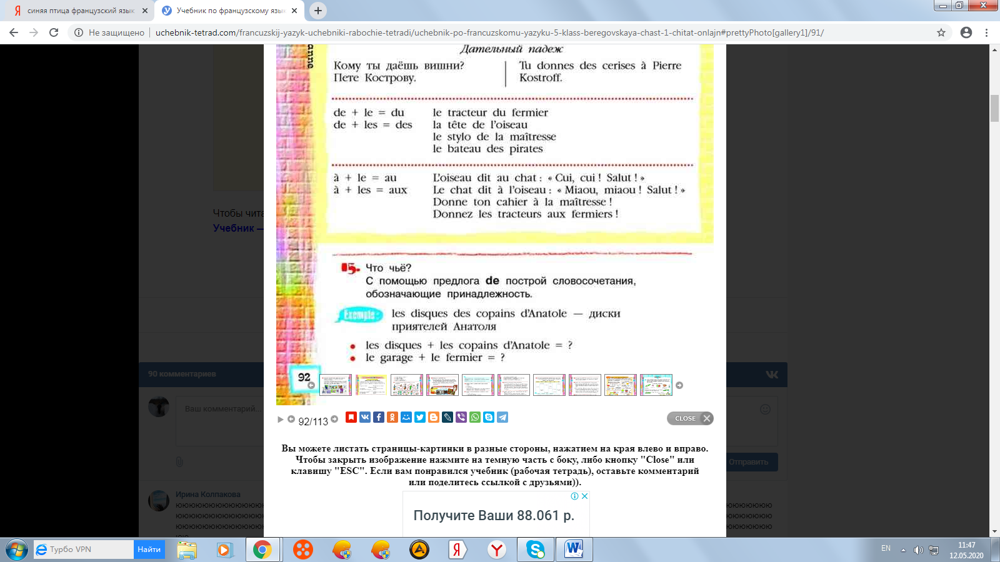 синяя птица французский язык
Учебник по французскому язы
Не защищено
uchebnik-tetrad.com/francuzskij-yazyk-uchebniki-rabochie-tetradi/uchebnik-po-francuzskomu-yazyku-5-klass-beregovskaya-chast-1-chitat-onlajn#prettyPhoto[gallery1]/91/
Дательный падеж
Кому ты даёшь вишни?
Пете Кострову.
Tu donnes des cerises à Pierre
Kostroff.
de + le = du
de + les = des
le tracteur du fermier
la tête de l'oiseau
le stylo de la maîtresse
le bateau des pirates
à + le = au
à + les = aux
L'oiseau dit au chat : « Cui, cui ! Salut ! »
Le chat dit à l'oiseau : « Miaou, miaou ! Salut ! »
Donne ton cahier à la maîtresse !
Donnez les tracteurs aux fermiers !
Чтобы чита
Учебник —
15. Что чьё?
С помощью предлога de построй словосочетания,
обозначающие принадлежность.
Exemple : les disques des copains d'Anatole — диски
приятелей Анатоля
• les disques + les copains d'Anatole = ?
• le garage + le fermier = ?
92
90 комментариев
Ваш комментарий...
92/113
CLOSE
Вы можете листать страницы-картинки в разные стороны, нажатием на края влево и вправо.
Чтобы закрыть изображение нажмите на темную часть с боку, либо кнопку "Close" или
клавишу "ESC". Если вам понравился учебник (рабочая тетрадь), оставьте комментарий
или поделитесь ссылкой с друзьями)).
Отправить
Ирина Колпакова
Получите Ваши 88.061 р.
Турбо VPN
Найти
EN
11:47
12.05.2020